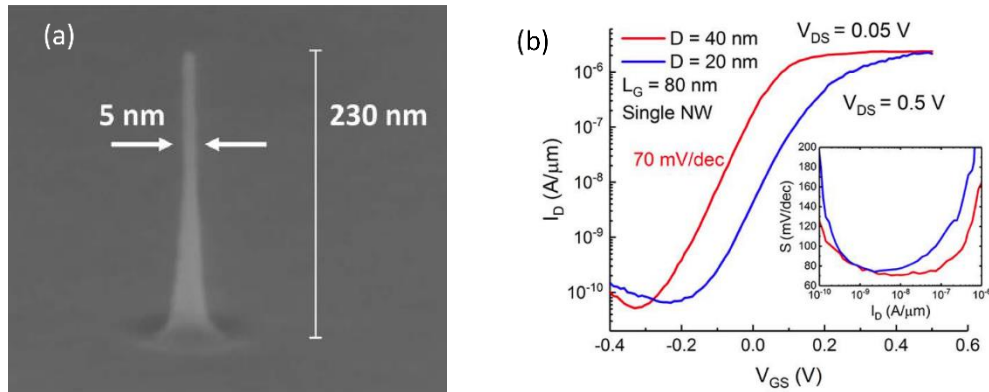 (a)
5 nm
230 nm
(b)
D = 40 nm
D = 20 nm
L_G = 80 nm
Single NW
V_DS = 0.05 V
V_DS = 0.5 V
70 mV/dec
I_D (A/µm)
10^-6
10^-7
10^-8
10^-9
10^-10
-0.4 -0.2 0.0 0.2 0.4 0.6
V_GS (V)
S (mV/dec)
200
180
160
140
120
100
80
60
10^-10 10^-9 10^-8 10^-7
I_D (A/µm)